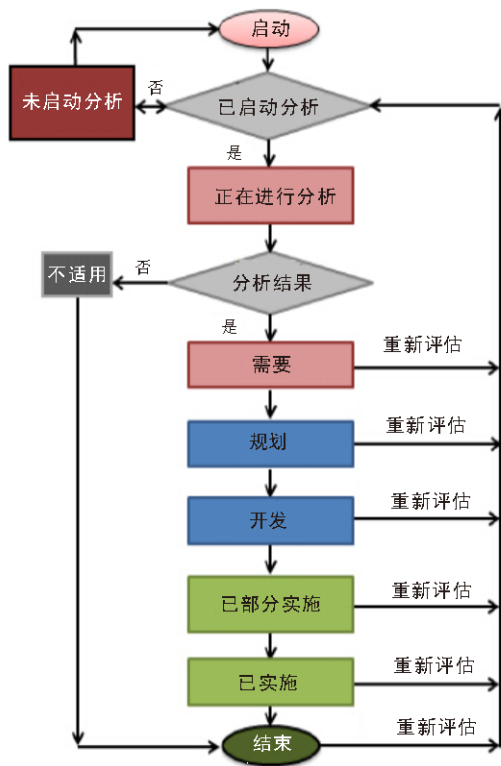 启动
未启动分析
否
已启动分析
是
正在进行分析
不适用
否
分析结果
是
需要
重新评估
规划
重新评估
开发
重新评估
已部分实施
重新评估
已实施
重新评估
结束
重新评估